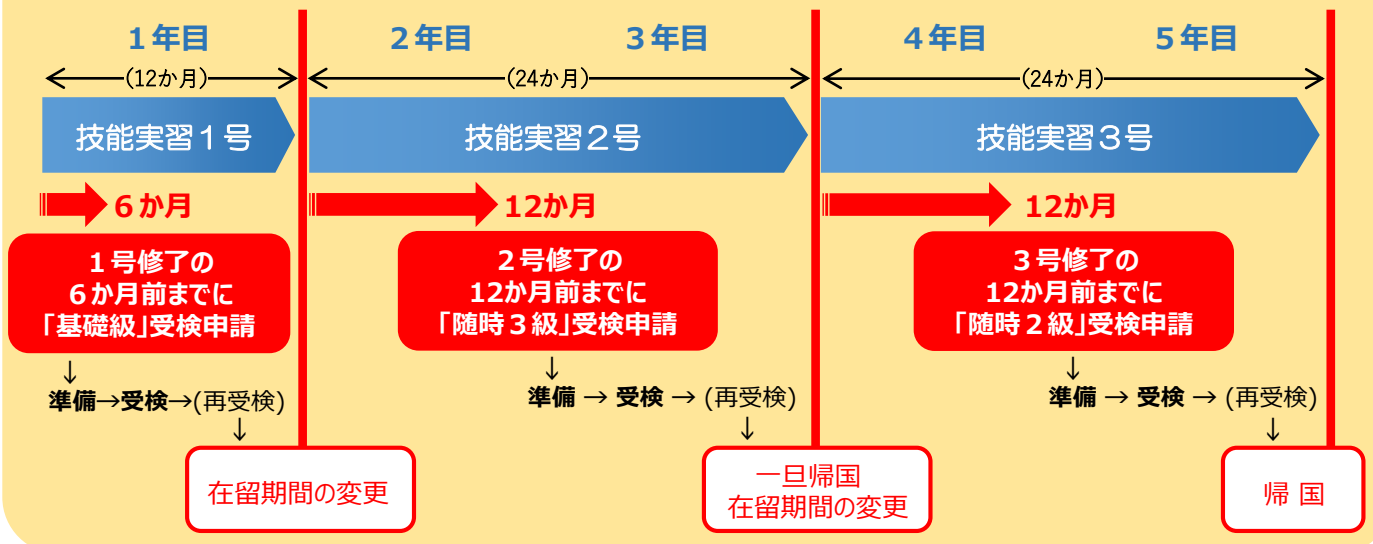 1年目
2年目
3年目
4年目
5年目
(12か月)
(24か月)
(24か月)
技能実習1号
技能実習2号
技能実習3号
6か月
12か月
12か月
1号修了の
6か月前までに
「基礎級」受検申請
2号修了の
12か月前までに
「随時3級」受検申請
3号修了の
12か月前までに
「随時2級」受検申請
↓
準備→受検→(再受検)
↓
↓
準備 → 受検 → (再受検)
↓
↓
準備 → 受検 → (再受検)
↓
在留期間の変更
一旦帰国
在留期間の変更
帰 国